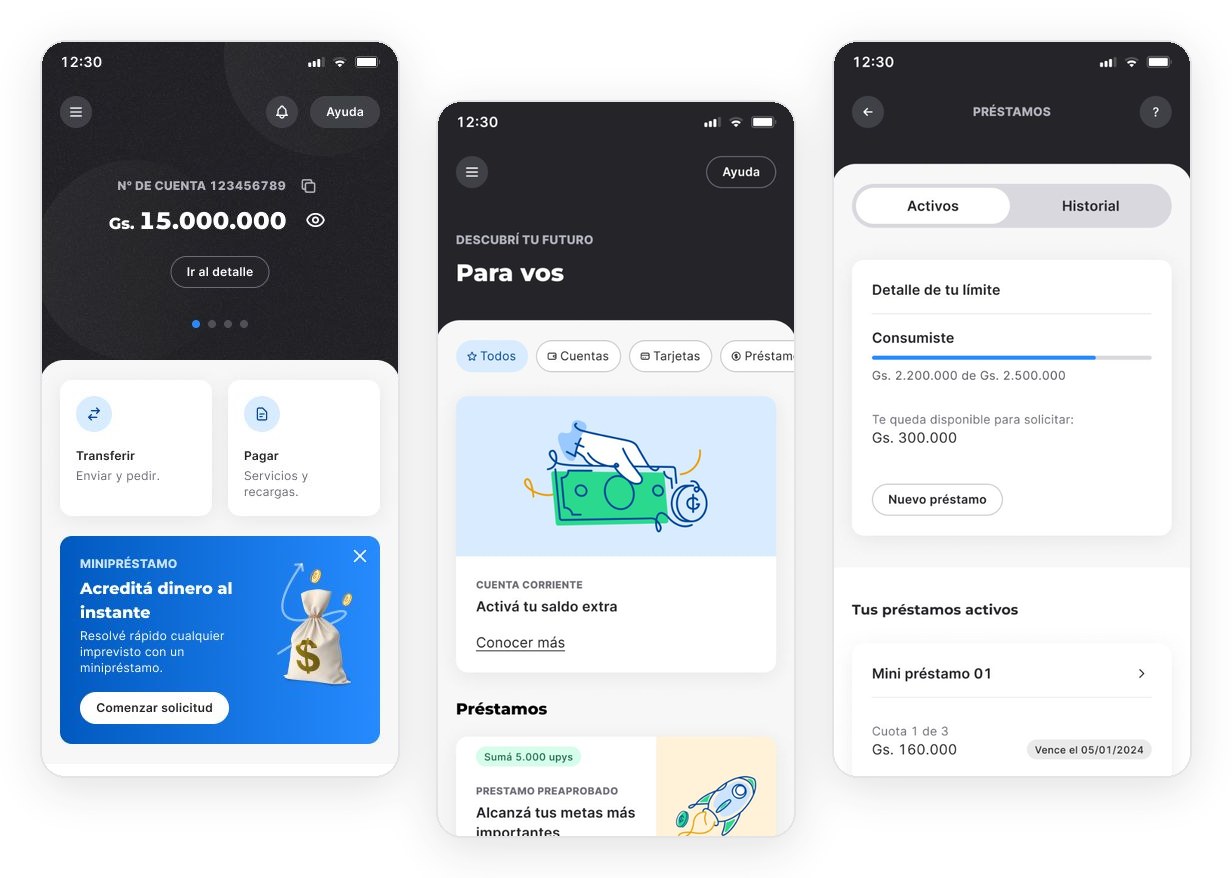 12:30
Ayuda
N° DE CUENTA 123456789
Gs. 15.000.000
Ir al detalle
Transferir
Enviar y pedir.
Pagar
Servicios y
recargas.
MINIPRÉSTAMO
Acreditá dinero al
instante
Resolvé rápido cualquier
imprevisto con un
minipréstamo.
Comenzar solicitud
$
12:30
Ayuda
DESCUBRÍ TU FUTURO
Para vos
Todos
Cuentas
Tarjetas
Préstam
CUENTA CORRIENTE
Activá tu saldo extra
Conocer más
Préstamos
Sumá 5.000 upys
PRESTAMO PREAPROBADO
Alcanzá tus metas más
importantes
12:30
PRÉSTAMOS
?
Activos
Historial
Detalle de tu límite
Consumiste
Gs. 2.200.000 de Gs. 2.500.000
Te queda disponible para solicitar:
Gs. 300.000
Nuevo préstamo
Tus préstamos activos
Mini préstamo 01
Cuota 1 de 3
Gs. 160.000
Vence el 05/01/2024